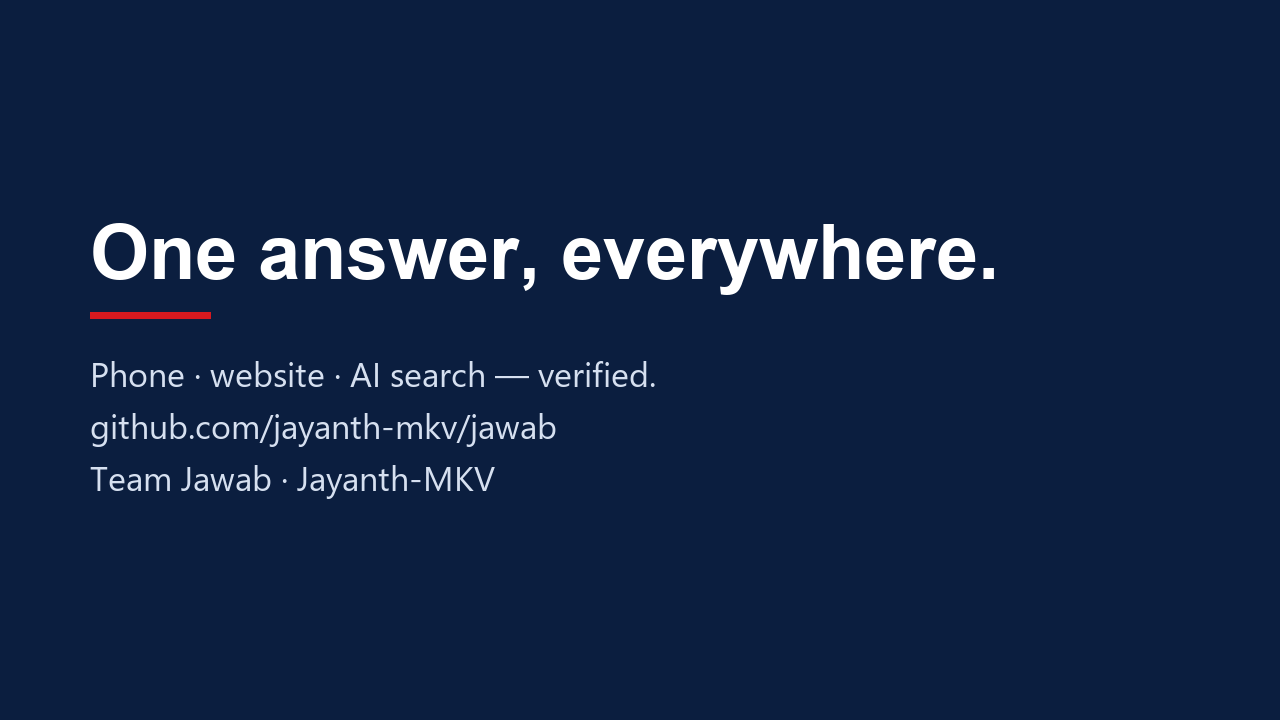 One answer, everywhere.
Phone · website · AI search — verified.
github.com/jayanth-mkv/jawab
Team Jawab · Jayanth-MKV